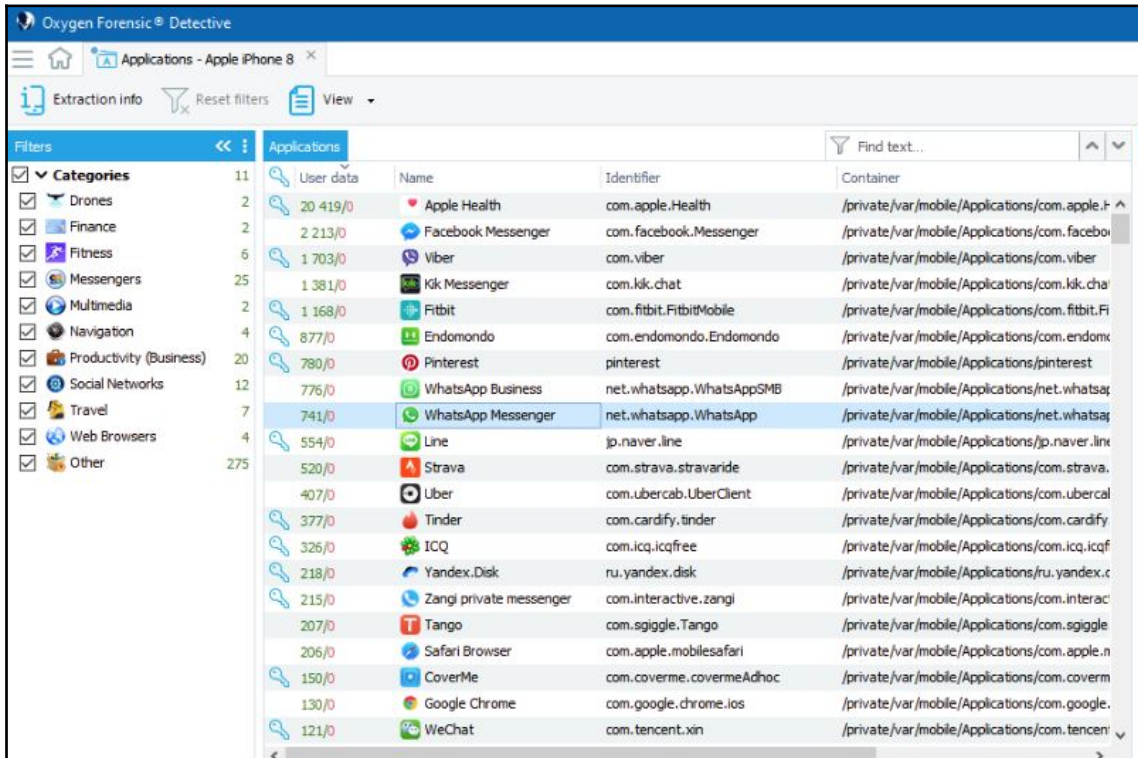 Oxygen Forensic® Detective
Applications - Apple iPhone 8
Extraction info Reset filters View
Filters Applications Find text...
Categories 11 User data Name Identifier Container
Drones 2 20 419/0 Apple Health com.apple.Health /private/var/mobile/Applications/com.apple.H
Finance 2 2 213/0 Facebook Messenger com.facebook.Messenger /private/var/mobile/Applications/com.facebo
Fitness 6 1 703/0 Viber com.viber /private/var/mobile/Applications/com.viber
Messengers 25 1 381/0 Kik Messenger com.kik.chat /private/var/mobile/Applications/com.kik.cha
Multimedia 2 1 168/0 Fitbit com.fitbit.FitbitMobile /private/var/mobile/Applications/com.fitbit.Fi
Navigation 4 877/0 Endomondo com.endomondo.Endomondo /private/var/mobile/Applications/com.endom
Productivity (Business) 20 780/0 Pinterest pinterest /private/var/mobile/Applications/pinterest
Social Networks 12 776/0 WhatsApp Business net.whatsapp.WhatsAppSMB /private/var/mobile/Applications/net.whatsap
Travel 7 741/0 WhatsApp Messenger net.whatsapp.WhatsApp /private/var/mobile/Applications/net.whatsap
Web Browsers 4 554/0 Line jp.naver.line /private/var/mobile/Applications/jp.naver.line
Other 275 520/0 Strava com.strava.stravaride /private/var/mobile/Applications/com.strava.
407/0 Uber com.ubercab.UberClient /private/var/mobile/Applications/com.ubercal
377/0 Tinder com.cardify.tinder /private/var/mobile/Applications/com.cardify
326/0 ICQ com.icq.icqfree /private/var/mobile/Applications/com.icq.icqf
218/0 Yandex.Disk ru.yandex.disk /private/var/mobile/Applications/ru.yandex.c
215/0 Zangi private messenger com.interactive.zangi /private/var/mobile/Applications/com.interac
207/0 Tango com.sgiggle.Tango /private/var/mobile/Applications/com.sgiggle
206/0 Safari Browser com.apple.mobilesafari /private/var/mobile/Applications/com.apple.m
150/0 CoverMe com.coverme.covermeAdhoc /private/var/mobile/Applications/com.coverm
130/0 Google Chrome com.google.chrome.ios /private/var/mobile/Applications/com.google.
121/0 WeChat com.tencent.xin /private/var/mobile/Applications/com.tencen